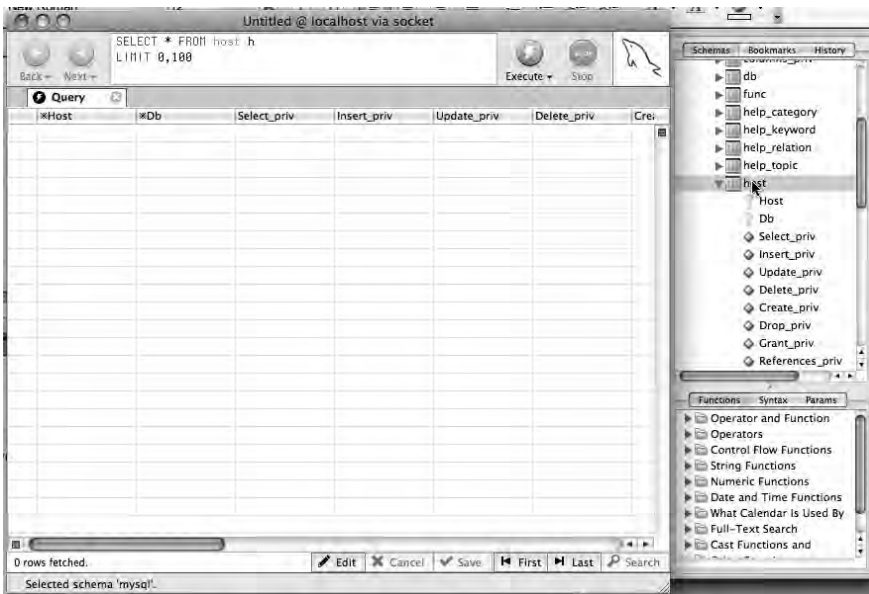 Untitled @ localhost via socket
SELECT * FROM host h
LIMIT 0,100
Back
Next
Execute
Stop
Query
*Host *Db Select_priv Insert_priv Update_priv Delete_priv Crea
0 rows fetched.
Edit
Cancel
Save
First
Last
Search
Selected schema 'mysql'.
Schemas Bookmarks History
columns_priv
db
func
help_category
help_keyword
help_relation
help_topic
host
Host
Db
Select_priv
Insert_priv
Update_priv
Delete_priv
Create_priv
Drop_priv
Grant_priv
References_priv
Functions Syntax Params
Operator and Function
Operators
Control Flow Functions
String Functions
Numeric Functions
Date and Time Functions
What Calendar Is Used By
Full-Text Search
Cast Functions and